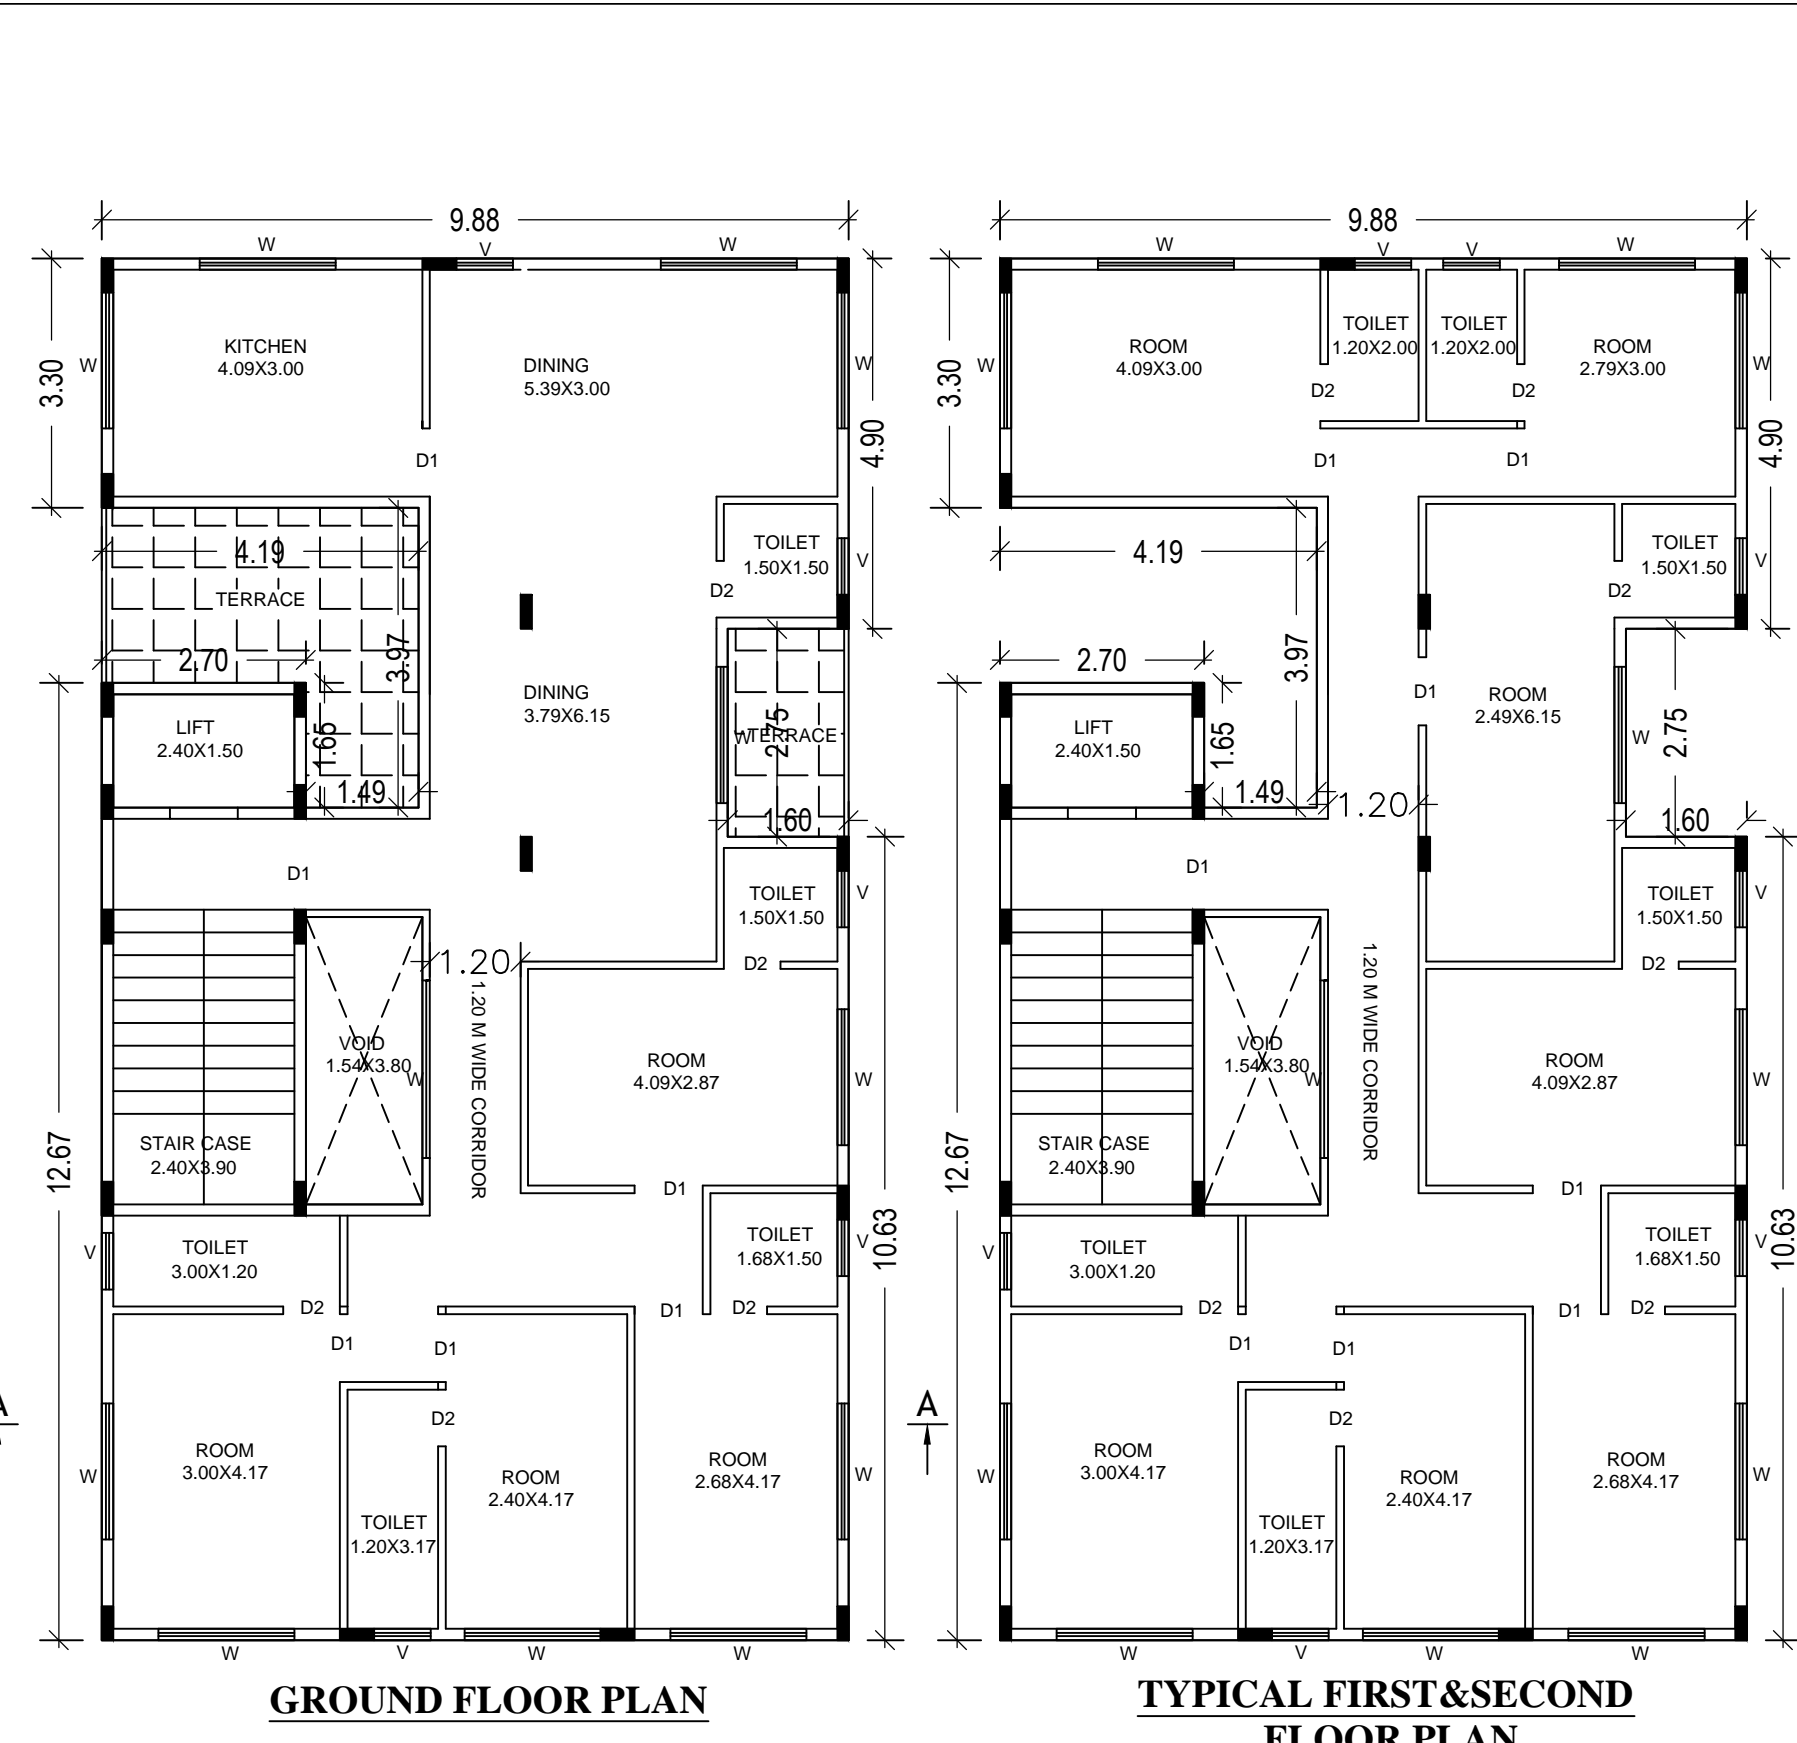 9.88
W
V
W
3.30
W
KITCHEN
4.09X3.00
DINING
5.39X3.00
W
4.90
D1
4.19
TERRACE
TOILET
1.50X1.50
V
D2
2.70
3.97
DINING
3.79X6.15
LIFT
2.40X1.50
1.65
1.49
W
TERRACE
2.75
1.60
D1
TOILET
1.50X1.50
V
D2
1.20
1.20 M WIDE CORRIDOR
VOID
1.54X3.80
W
ROOM
4.09X2.87
W
STAIR CASE
2.40X3.90
12.67
D1
10.63
V
TOILET
3.00X1.20
TOILET
1.68X1.50
V
D2
D1
D2
D1
D1
A
D2
W
ROOM
3.00X4.17
ROOM
2.40X4.17
ROOM
2.68X4.17
W
TOILET
1.20X3.17
W
V
W
W
GROUND FLOOR PLAN
9.88
W
V
V
W
3.30
W
ROOM
4.09X3.00
TOILET
1.20X2.00
TOILET
1.20X2.00
ROOM
2.79X3.00
W
4.90
D2
D2
D1
D1
4.19
TOILET
1.50X1.50
V
D2
2.70
3.97
D1
ROOM
2.49X6.15
LIFT
2.40X1.50
1.65
1.49
1.20
W
2.75
1.60
D1
TOILET
1.50X1.50
V
D2
1.20 M WIDE CORRIDOR
VOID
1.54X3.80
W
ROOM
4.09X2.87
W
STAIR CASE
2.40X3.90
12.67
D1
10.63
V
TOILET
3.00X1.20
TOILET
1.68X1.50
V
D2
D1
D2
D1
D1
A
D2
W
ROOM
3.00X4.17
ROOM
2.40X4.17
ROOM
2.68X4.17
W
TOILET
1.20X3.17
W
V
W
W
TYPICAL FIRST&SECOND
FLOOR PLAN